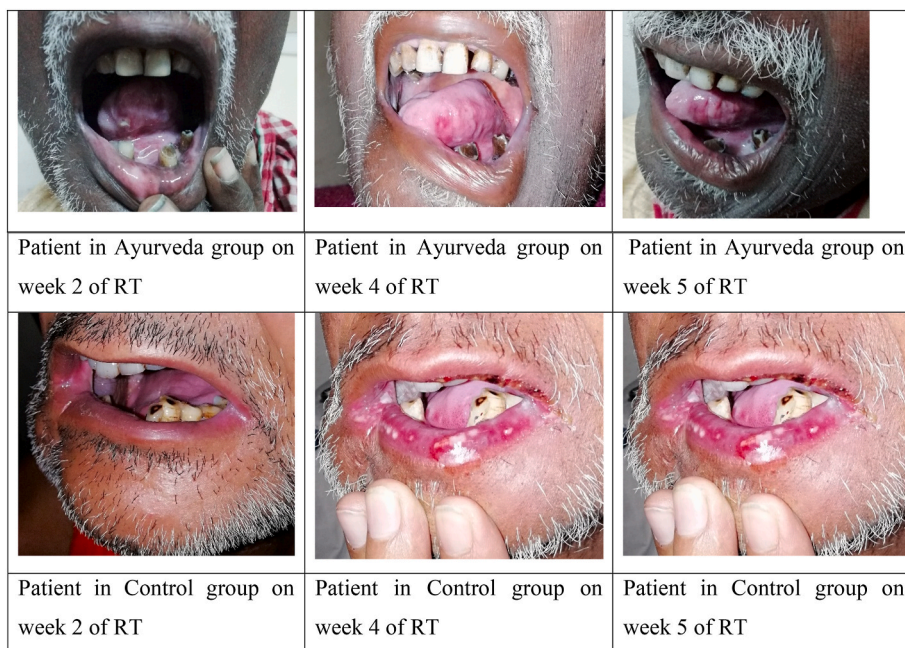 Patient in Ayurveda group on
week 2 of RT
Patient in Ayurveda group on
week 4 of RT
Patient in Ayurveda group on
week 5 of RT
Patient in Control group on
week 2 of RT
Patient in Control group on
week 4 of RT
Patient in Control group on
week 5 of RT